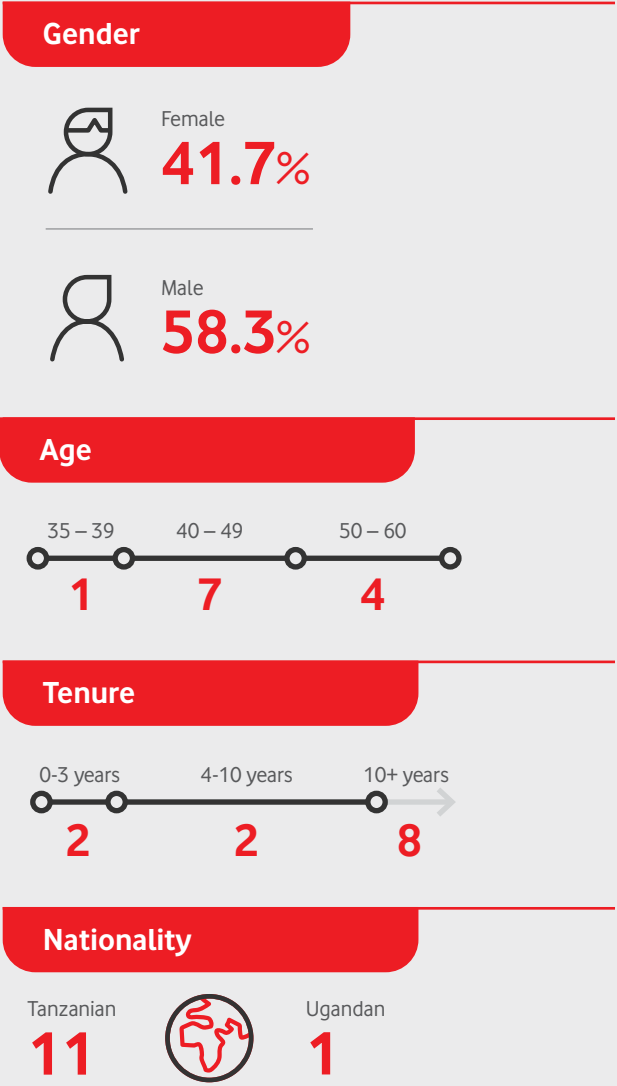 Gender
Female
41.7%
Male
58.3%
Age
35 – 39 40 – 49 50 – 60
1 7 4
Tenure
0-3 years 4-10 years 10+ years
2 2 8
Nationality
Tanzanian Ugandan
11 1